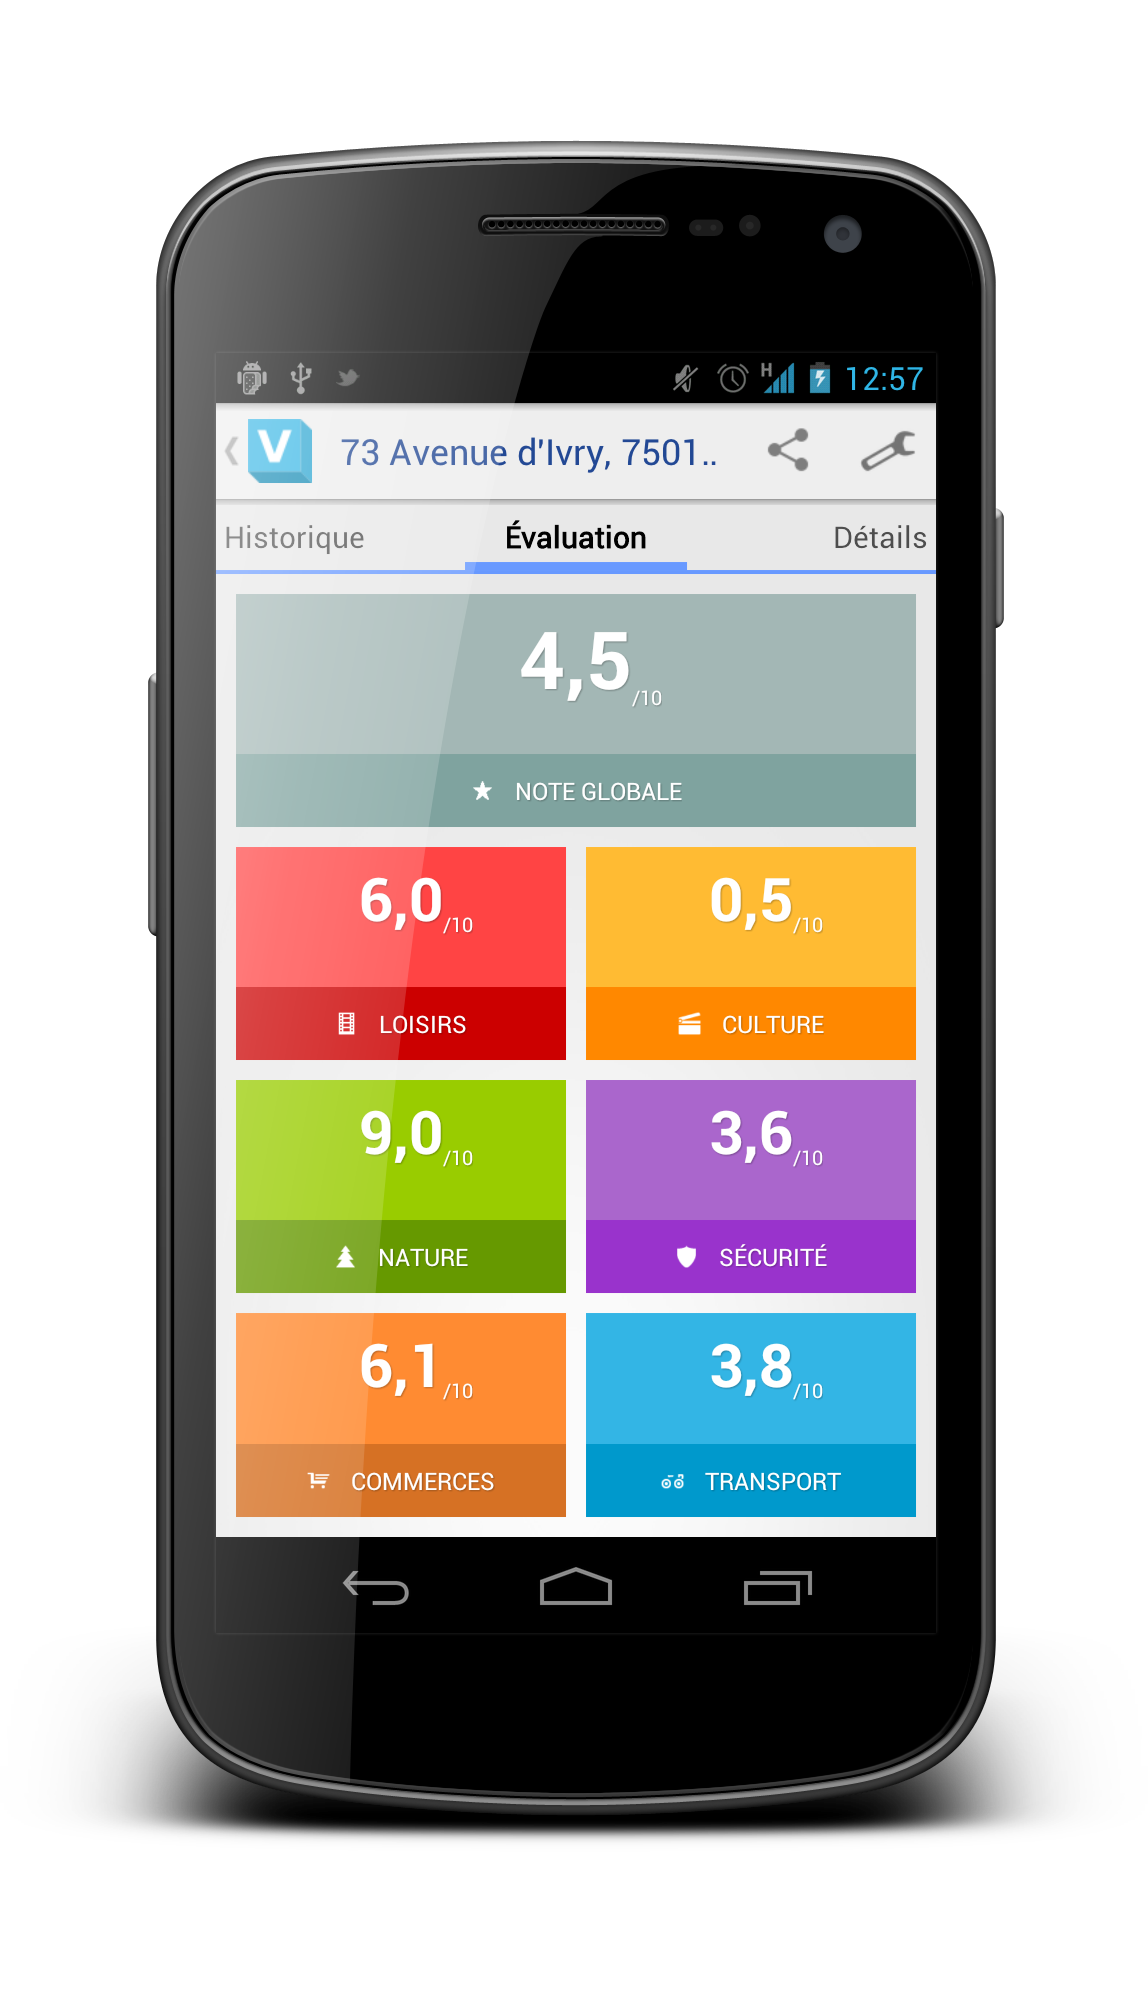 12:57
V
73 Avenue d'Ivry, 7501..
Historique Évaluation Détails
4,5/10
NOTE GLOBALE
6,0/10 0,5/10
LOISIRS CULTURE
9,0/10 3,6/10
NATURE SÉCURITÉ
6,1/10 3,8/10
COMMERCES TRANSPORT